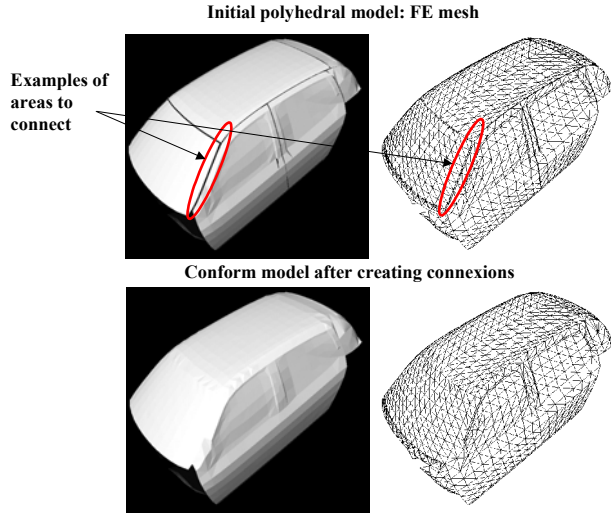 Initial polyhedral model: FE mesh
Examples of
areas to
connect
Conform model after creating connexions